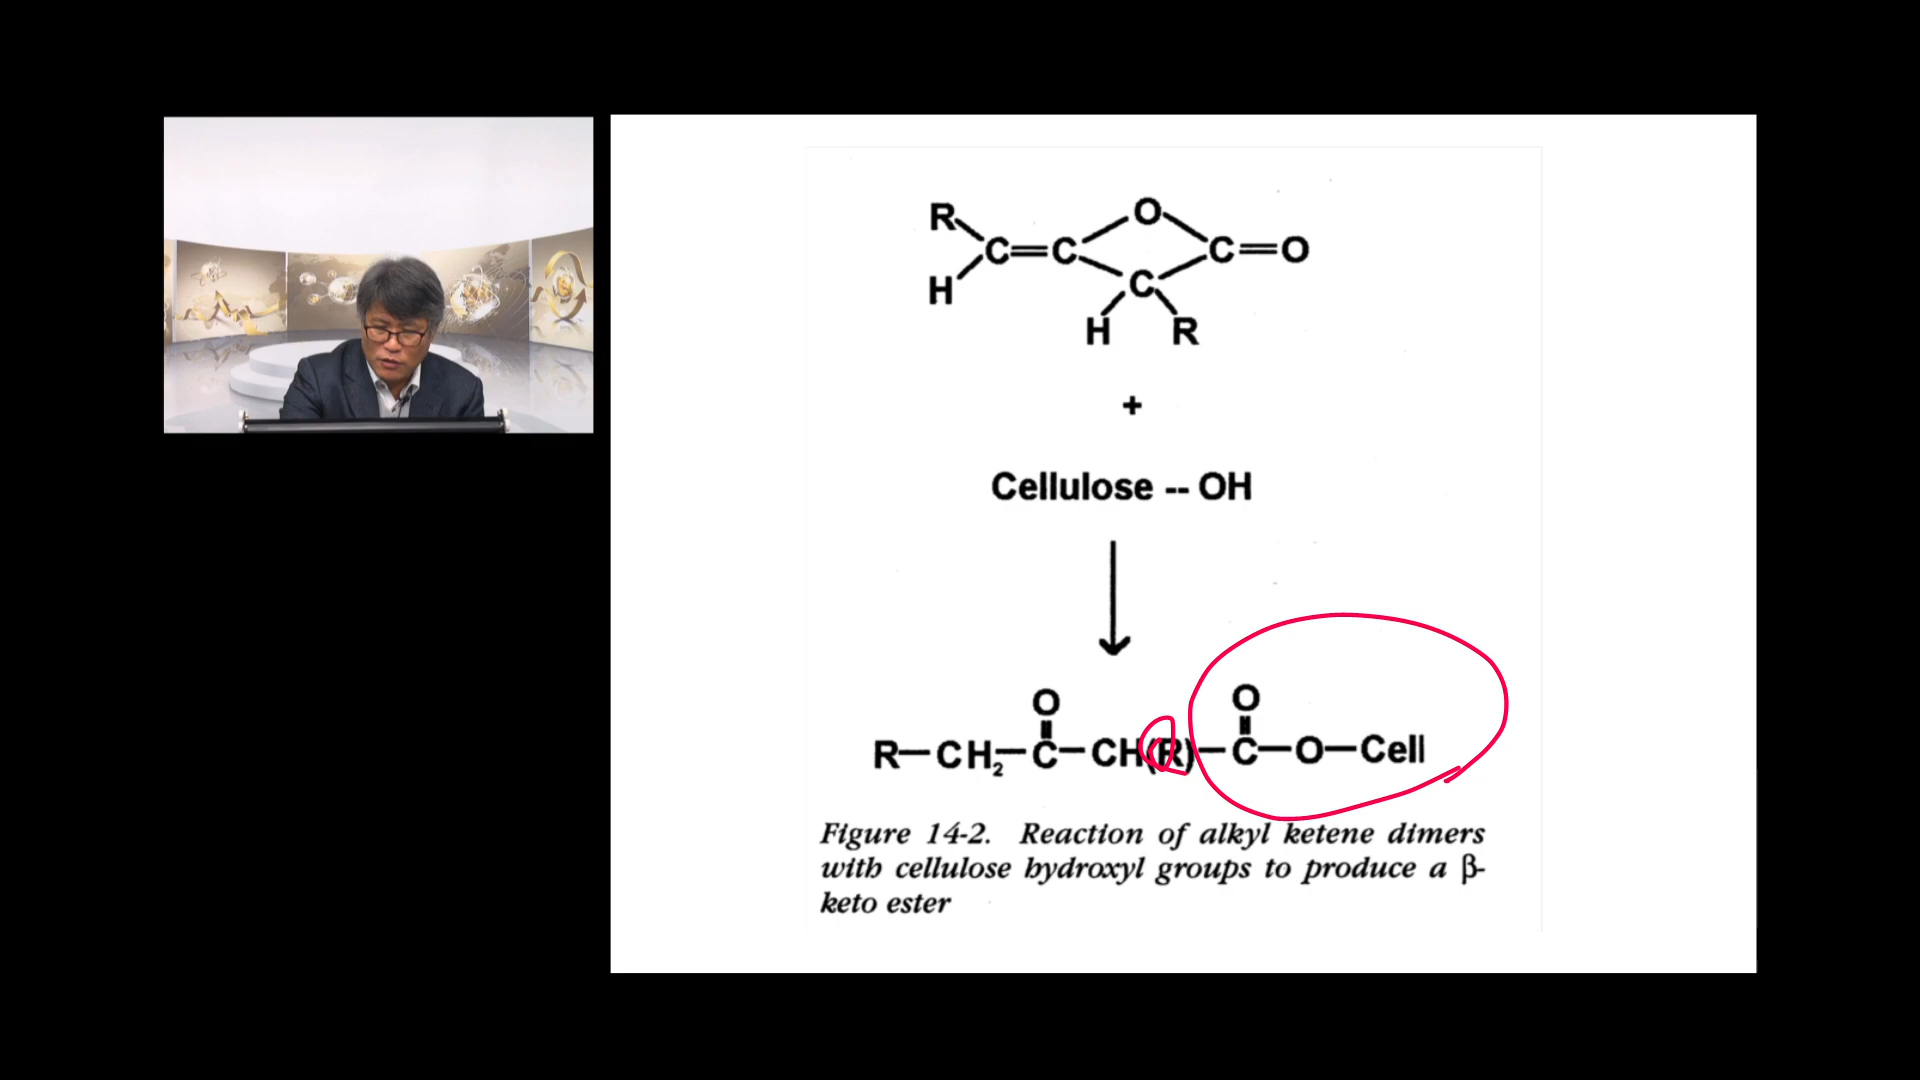 R
O
C=C
C=O
H
C
H R
+
Cellulose -- OH
O O
R—CH₂—C—CH(R)—C—O—Cell
Figure 14-2. Reaction of alkyl ketene dimers
with cellulose hydroxyl groups to produce a β-
keto ester